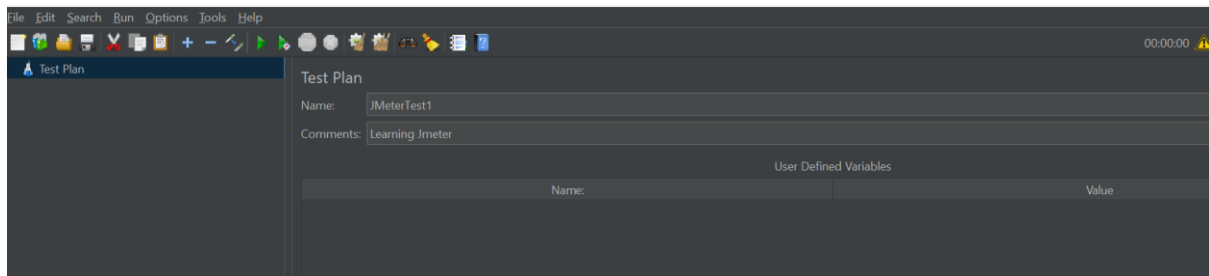 File Edit Search Run Options Tools Help
00:00:00
Test Plan
Test Plan
Name: JMeterTest1
Comments: Learning Jmeter
User Defined Variables
Name: Value